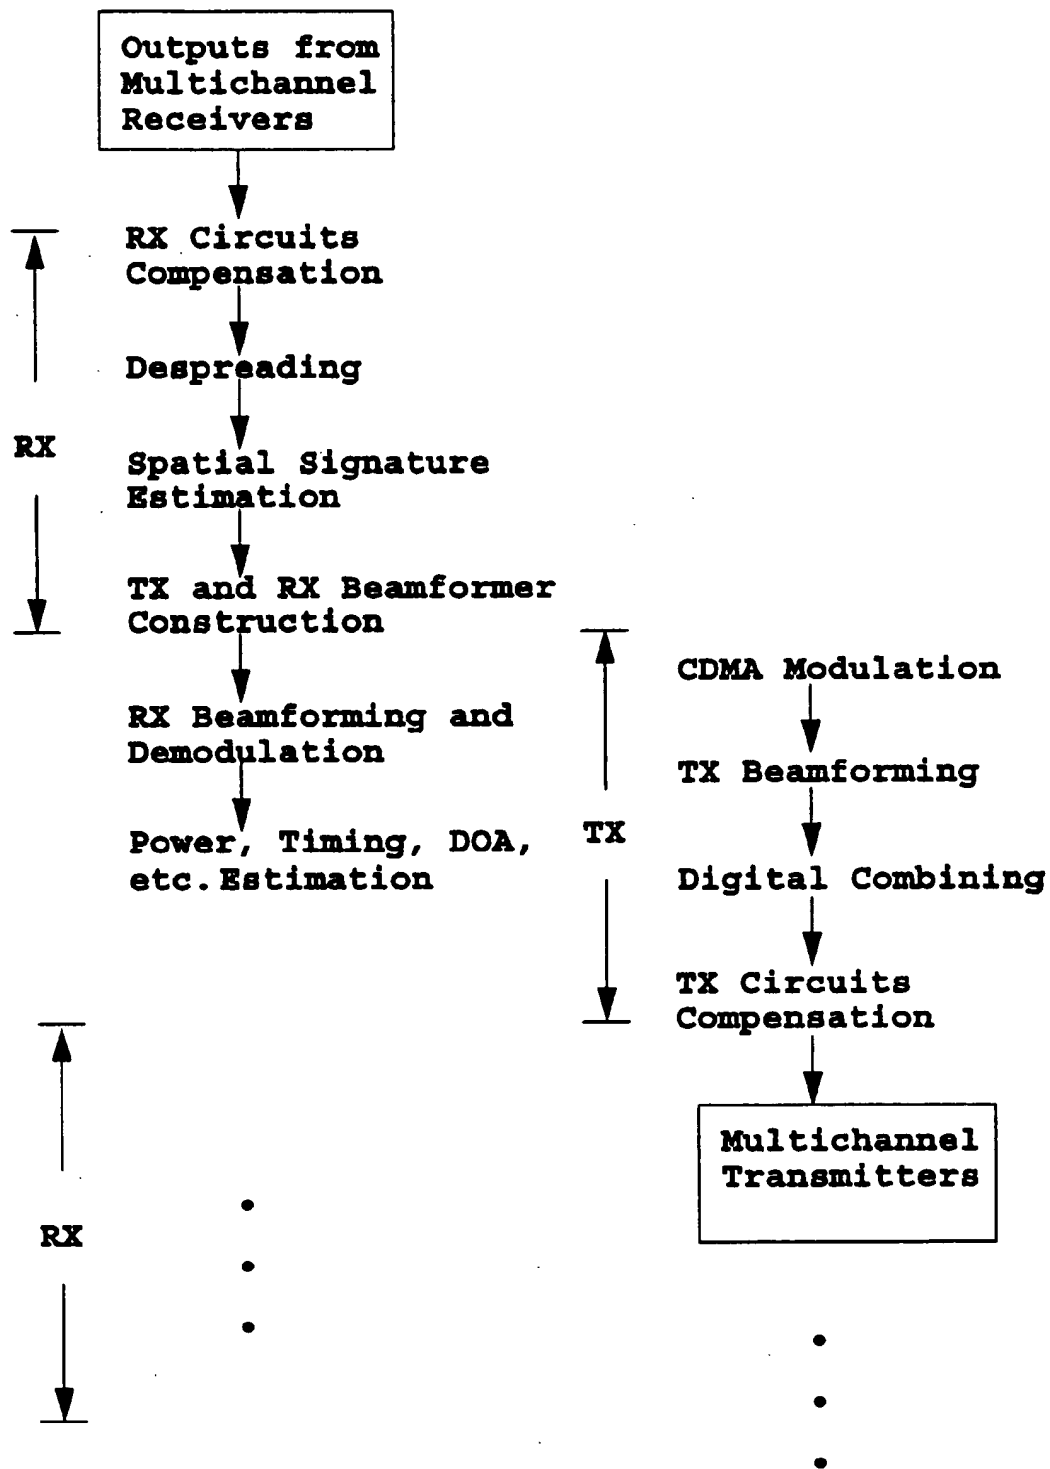 Outputs from
Multichannel
Receivers
RX Circuits
Compensation
Despreading
RX
Spatial Signature
Estimation
TX and RX Beamformer
Construction
RX Beamforming and
Demodulation
Power, Timing, DOA,
etc. Estimation
CDMA Modulation
TX Beamforming
TX
Digital Combining
TX Circuits
Compensation
Multichannel
Transmitters
RX